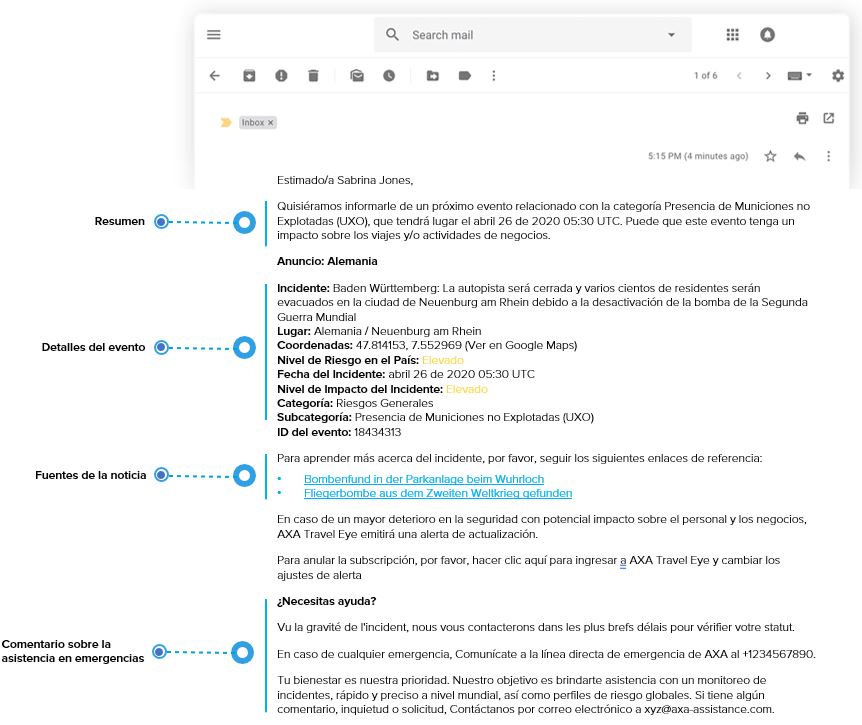 Search mail
1 of 6
Inbox ×
5:15 PM (4 minutes ago)
Estimado/a Sabrina Jones,
Resumen
Quisiéramos informarle de un próximo evento relacionado con la categoría Presencia de Municiones no
Explotadas (UXO), que tendrá lugar el abril 26 de 2020 05:30 UTC. Puede que este evento tenga un
impacto sobre los viajes y/o actividades de negocios.
Anuncio: Alemania
Detalles del evento
Incidente: Baden Württemberg: La autopista será cerrada y varios cientos de residentes serán
evacuados en la ciudad de Neuenburg am Rhein debido a la desactivación de la bomba de la Segunda
Guerra Mundial
Lugar: Alemania / Neuenburg am Rhein
Coordenadas: 47.814153, 7.552969 (Ver en Google Maps)
Nivel de Riesgo en el País: Elevado
Fecha del Incidente: abril 26 de 2020 05:30 UTC
Nivel de Impacto del Incidente: Elevado
Categoría: Riesgos Generales
Subcategoría: Presencia de Municiones no Explotadas (UXO)
ID del evento: 18434313
Fuentes de la noticia
Para aprender más acerca del incidente, por favor, seguir los siguientes enlaces de referencia:
• Bombenfund in der Parkanlage beim Wuhrloch
• Fliegerbombe aus dem Zweiten Weltkrieg gefunden
En caso de un mayor deterioro en la seguridad con potencial impacto sobre el personal y los negocios,
AXA Travel Eye emitirá una alerta de actualización.
Para anular la subscripción, por favor, hacer clic aquí para ingresar a AXA Travel Eye y cambiar los
ajustes de alerta
Comentario sobre la
asistencia en emergencias
¿Necesitas ayuda?
Vu la gravité de l'incident, nous vous contacterons dans les plus brefs délais pour vérifier votre statut.
En caso de cualquier emergencia, Comunícate a la línea directa de emergencia de AXA al +1234567890.
Tu bienestar es nuestra prioridad. Nuestro objetivo es brindarte asistencia con un monitoreo de
incidentes, rápido y preciso a nivel mundial, así como perfiles de riesgo globales. Si tiene algún
comentario, inquietud o solicitud, Contáctanos por correo electrónico a xyz@axa-assistance.com.